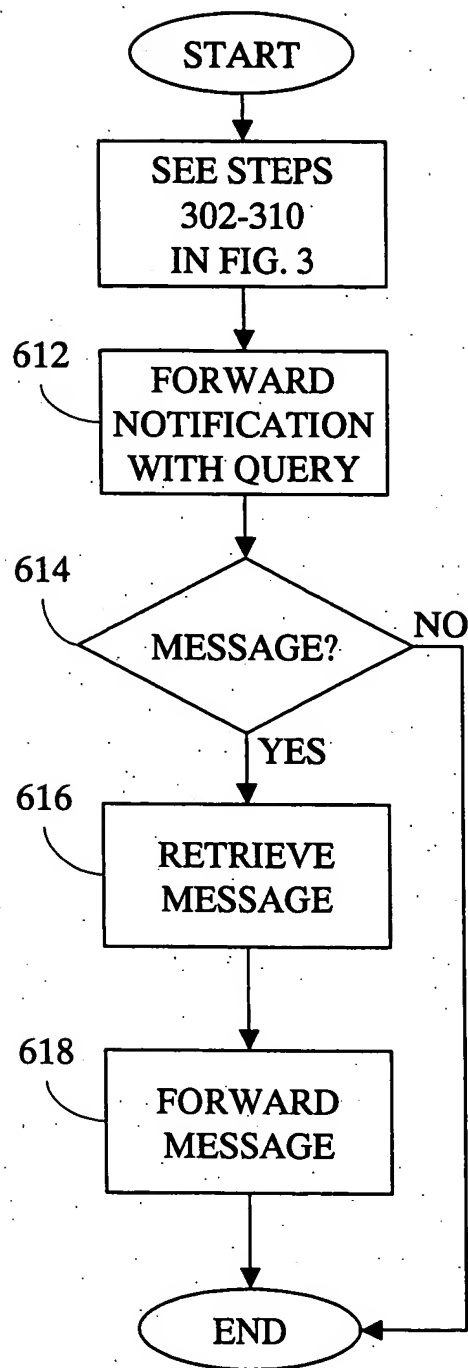 START
SEE STEPS
302-310
IN FIG. 3
612
FORWARD
NOTIFICATION
WITH QUERY
614
MESSAGE?
NO
YES
616
RETRIEVE
MESSAGE
618
FORWARD
MESSAGE
END